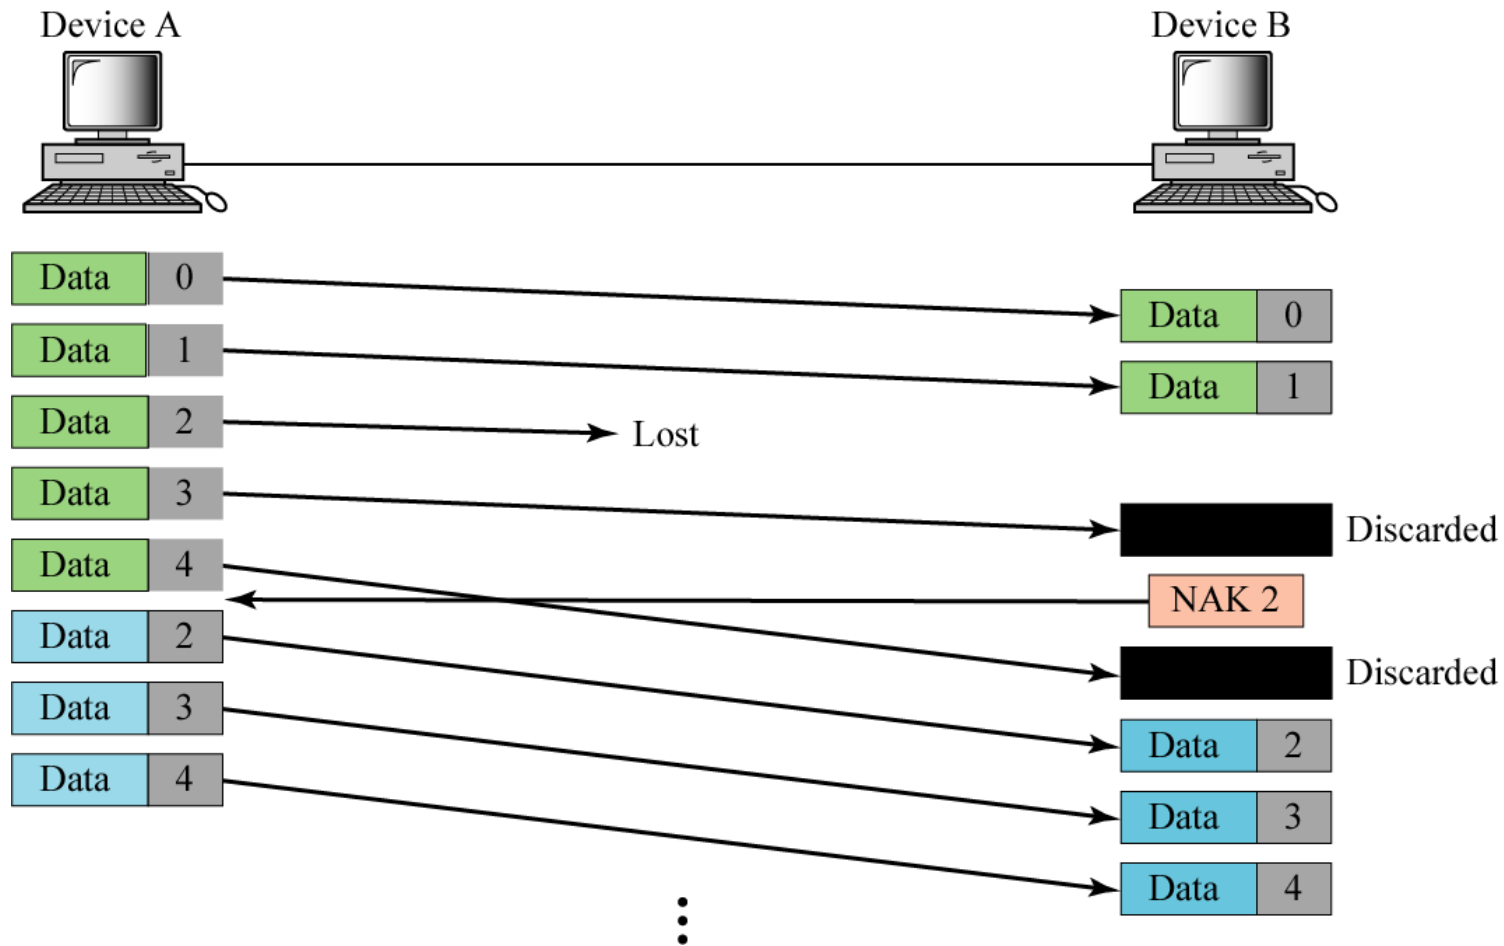 Device A
Device B
Data 0
Data 0
Data 1
Data 1
Data 2
Lost
Data 3
Discarded
Data 4
NAK 2
Data 2
Discarded
Data 3
Data 2
Data 4
Data 3
Data 4